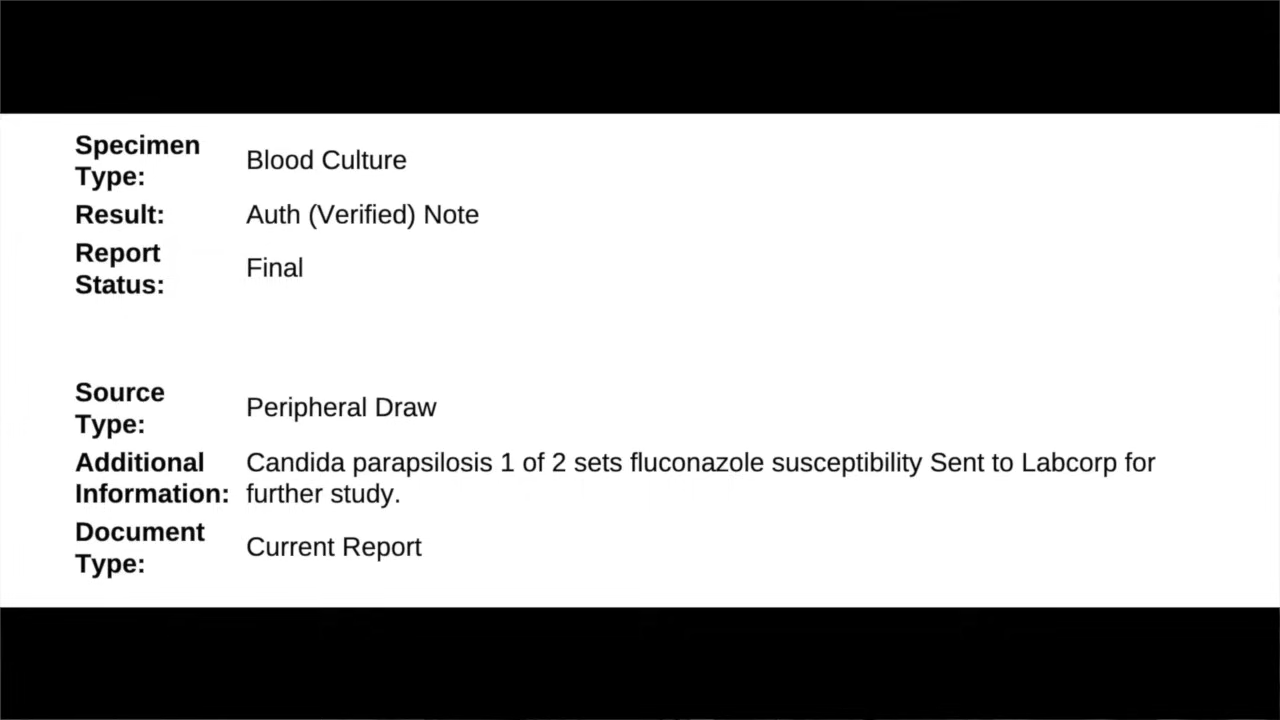 Specimen
Type:
Blood Culture
Result: Auth (Verified) Note
Report
Status:
Final
Source
Type:
Peripheral Draw
Additional Candida parapsilosis 1 of 2 sets fluconazole susceptibility Sent to Labcorp for
Information: further study.
Document
Type:
Current Report